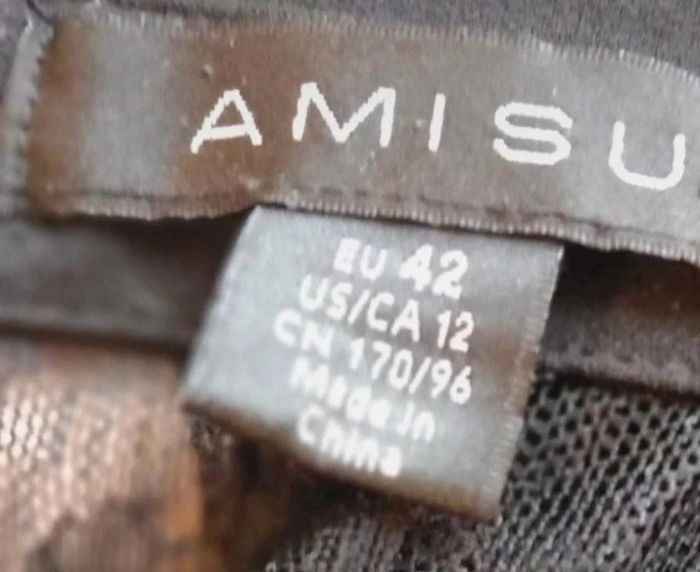 AMISU
EU 42
US/CA 12
CN 170/96
Made in
China